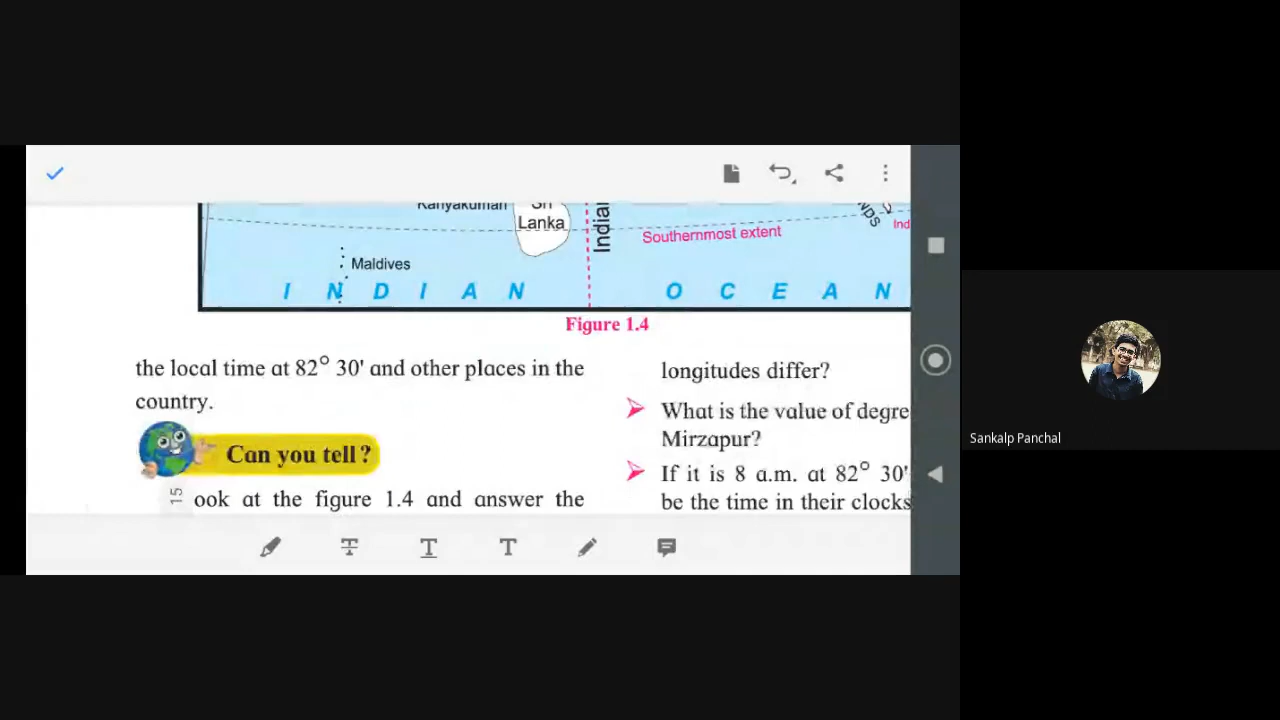 Kanyakumari
Sri
Lanka
Indian
Southernmost extent
Ind
Maldives
I N D I A N O C E A N
Figure 1.4
the local time at 82° 30' and other places in the
country.
Can you tell?
15
ook at the figure 1.4 and answer the
longitudes differ?
What is the value of degre
Mirzapur?
If it is 8 a.m. at 82° 30'
be the time in their clocks
Sankalp Panchal